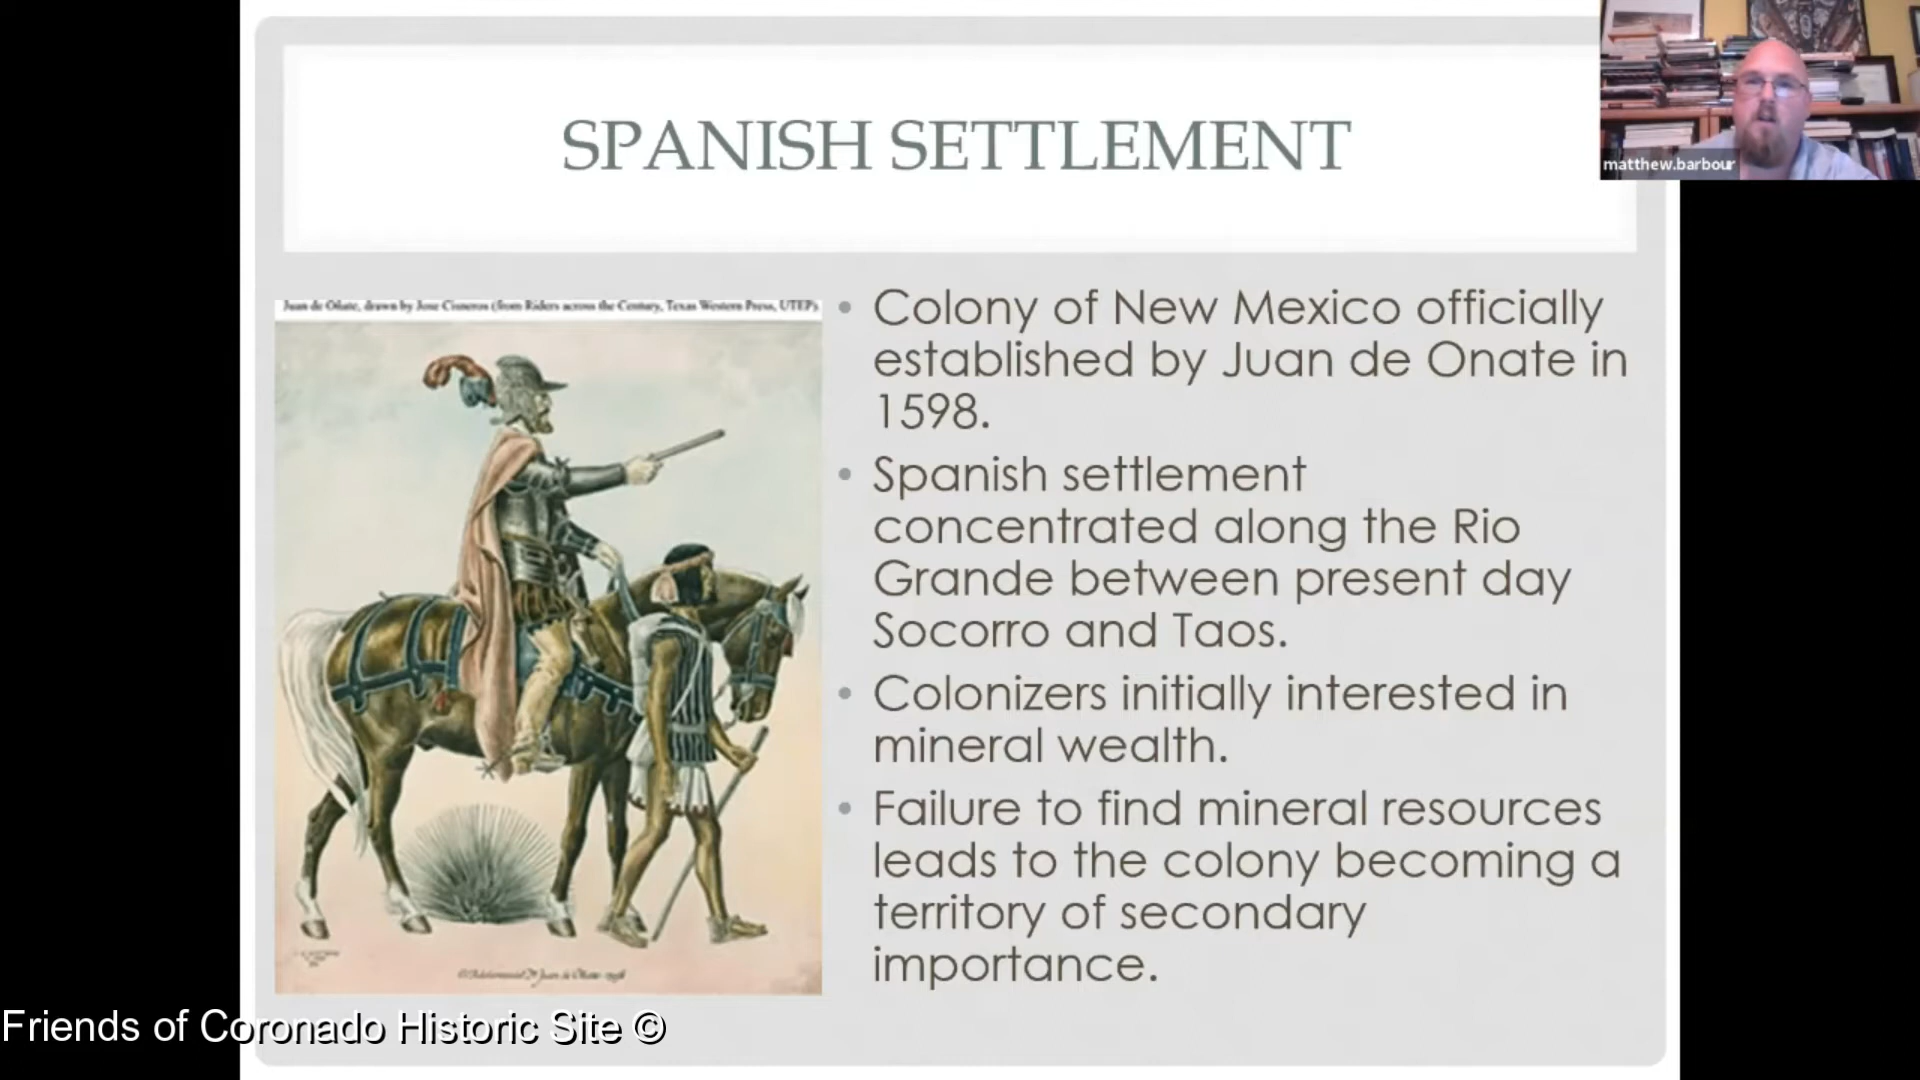 SPANISH SETTLEMENT
matthew.barbour
Juan de Oñate, drawn by Jose Cisneros (from Riders across the Century, Texas Western Press, UTEP)
• Colony of New Mexico officially
established by Juan de Onate in
1598.
• Spanish settlement
concentrated along the Rio
Grande between present day
Socorro and Taos.
• Colonizers initially interested in
mineral wealth.
• Failure to find mineral resources
leads to the colony becoming a
territory of secondary
importance.
Friends of Coronado Historic Site ©